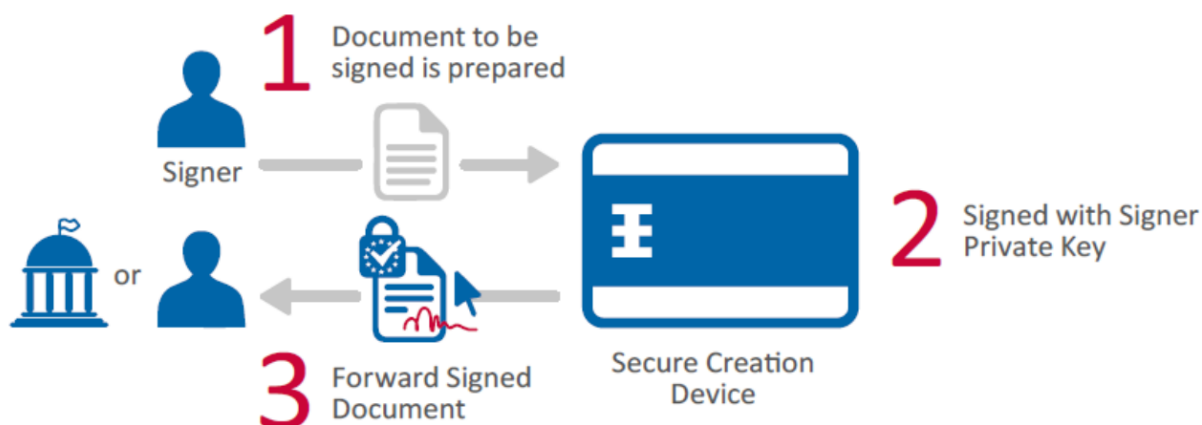 1
Document to be
signed is prepared
Signer
2
Signed with Signer
Private Key
or
3
Forward Signed
Document
Secure Creation
Device